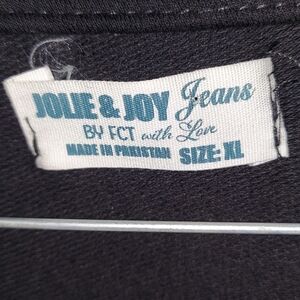 JOLIE & JOY Jeans
BY FCT with Love
MADE IN PAKISTAN SIZE: XL